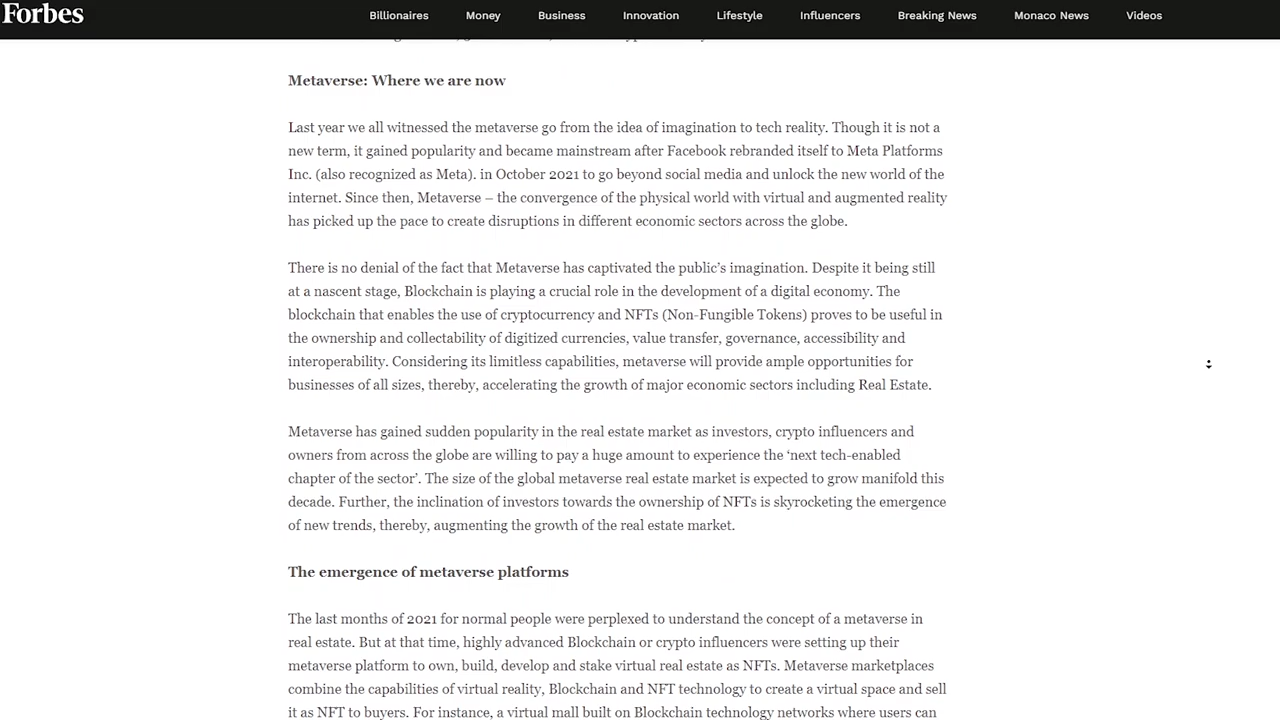 Forbes
Billionaires Money Business Innovation Lifestyle Influencers Breaking News Monaco News Videos
Metaverse: Where we are now
Last year we all witnessed the metaverse go from the idea of imagination to tech reality. Though it is not a
new term, it gained popularity and became mainstream after Facebook rebranded itself to Meta Platforms
Inc. (also recognized as Meta). in October 2021 to go beyond social media and unlock the new world of the
internet. Since then, Metaverse – the convergence of the physical world with virtual and augmented reality
has picked up the pace to create disruptions in different economic sectors across the globe.
There is no denial of the fact that Metaverse has captivated the public’s imagination. Despite it being still
at a nascent stage, Blockchain is playing a crucial role in the development of a digital economy. The
blockchain that enables the use of cryptocurrency and NFTs (Non-Fungible Tokens) proves to be useful in
the ownership and collectability of digitized currencies, value transfer, governance, accessibility and
interoperability. Considering its limitless capabilities, metaverse will provide ample opportunities for
businesses of all sizes, thereby, accelerating the growth of major economic sectors including Real Estate.
Metaverse has gained sudden popularity in the real estate market as investors, crypto influencers and
owners from across the globe are willing to pay a huge amount to experience the ‘next tech-enabled
chapter of the sector’. The size of the global metaverse real estate market is expected to grow manifold this
decade. Further, the inclination of investors towards the ownership of NFTs is skyrocketing the emergence
of new trends, thereby, augmenting the growth of the real estate market.
The emergence of metaverse platforms
The last months of 2021 for normal people were perplexed to understand the concept of a metaverse in
real estate. But at that time, highly advanced Blockchain or crypto influencers were setting up their
metaverse platform to own, build, develop and stake virtual real estate as NFTs. Metaverse marketplaces
combine the capabilities of virtual reality, Blockchain and NFT technology to create a virtual space and sell
it as NFT to buyers. For instance, a virtual mall built on Blockchain technology networks where users can